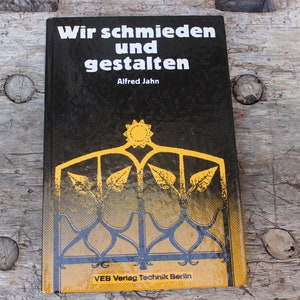 Wir schmieden
und
gestalten
Alfred Jahn
VEB Verlag Technik Berlin